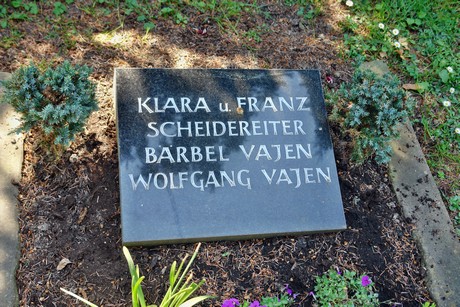 KLARA u. FRANZ
SCHEIDEREITER
BÄRBEL VAJEN
WOLFGANG VAJEN